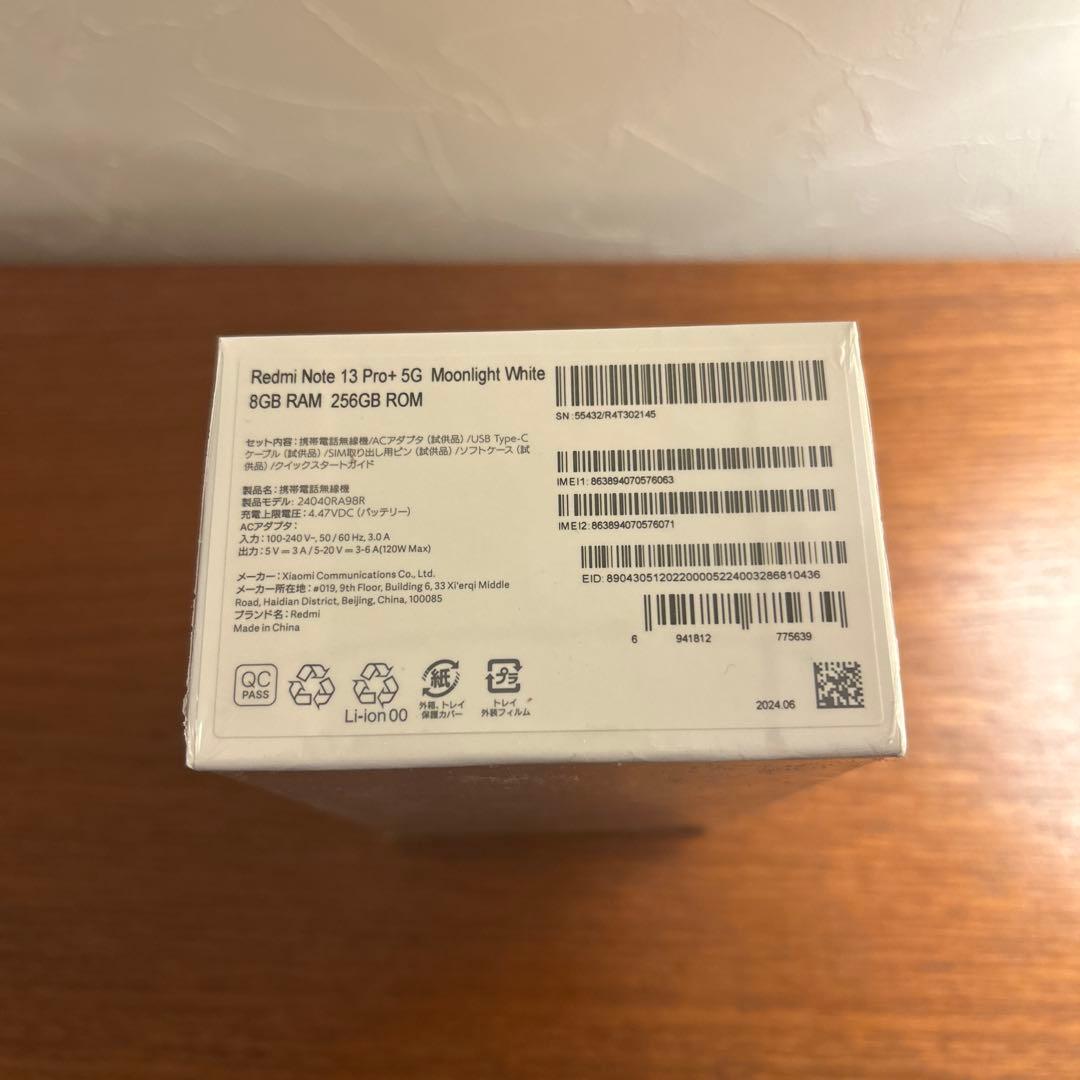 Redmi Note 13 Pro+ 5G Moonlight White
8GB RAM 256GB ROM
セット内容：携帯電話無線機/ACアダプタ（試供品）/USB Type-C
ケーブル（試供品）/SIM取り出し用ピン（試供品）/ソフトケース（試
供品）/クイックスタートガイド
製品名：携帯電話無線機
製品モデル：24040RA98R
充電上限電圧：4.47VDC（バッテリー）
ACアダプタ：
入力：100-240 V~, 50 / 60 Hz, 3.0 A
出力：5 V ⎓ 3 A / 5-20 V ⎓ 3-6 A(120W Max)
メーカー：Xiaomi Communications Co., Ltd.
メーカー所在地：#019, 9th Floor, Building 6, 33 Xi'erqi Middle
Road, Haidian District, Beijing, China, 100085
ブランド名：Redmi
Made in China
SN: 55432/R4T302145
IMEI1: 863894070576063
IMEI2: 863894070576071
EID: 89043051202200005224003286810436
6 941812 775639
QC
PASS
Li-ion 00
紙
外箱、トレイ
保護カバー
プラ
トレイ
外装フィルム
2024.06